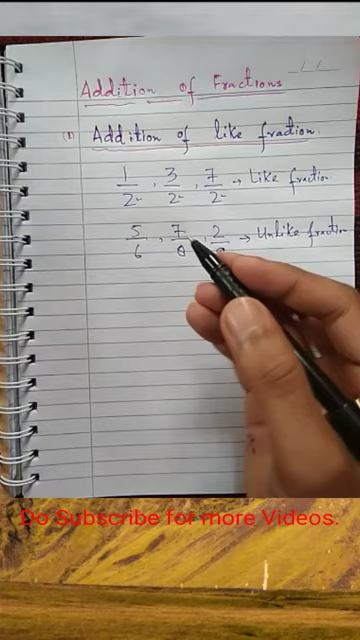 Addition of Fractions
(1) Addition of like fraction.
1/2, 3/2, 7/2 → Like fraction
5/6, 7/8, 2/ → Unlike fraction
Do Subscribe for more Videos.